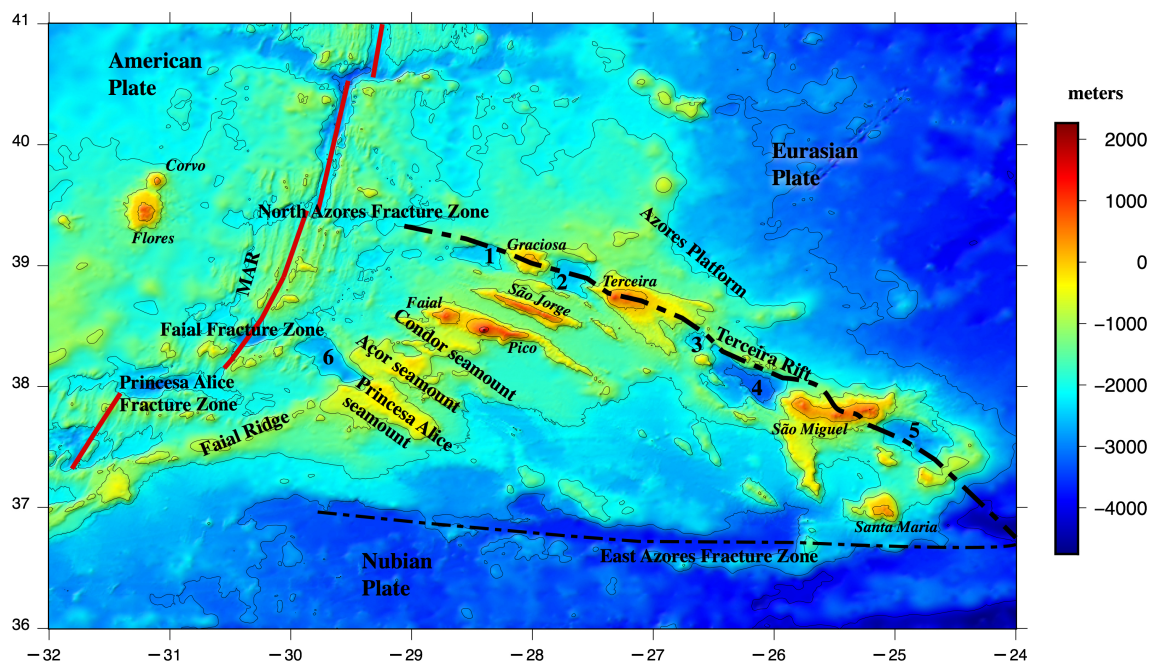 41
40
39
38
37
36
−32
−31
−30
−29
−28
−27
−26
−25
−24
American
Plate
Corvo
Flores
North Azores Fracture Zone
MAR
Eurasian
Plate
Azores Platform
1
Graciosa
2
Terceira
São Jorge
Faial
Pico
Faial Fracture Zone
Condor seamount
Açor seamount
Princesa Alice
seamount
6
3
Terceira Rift
4
Princesa Alice
Fracture Zone
Faial Ridge
São Miguel
5
Santa Maria
East Azores Fracture Zone
Nubian
Plate
meters
2000
1000
0
−1000
−2000
−3000
−4000